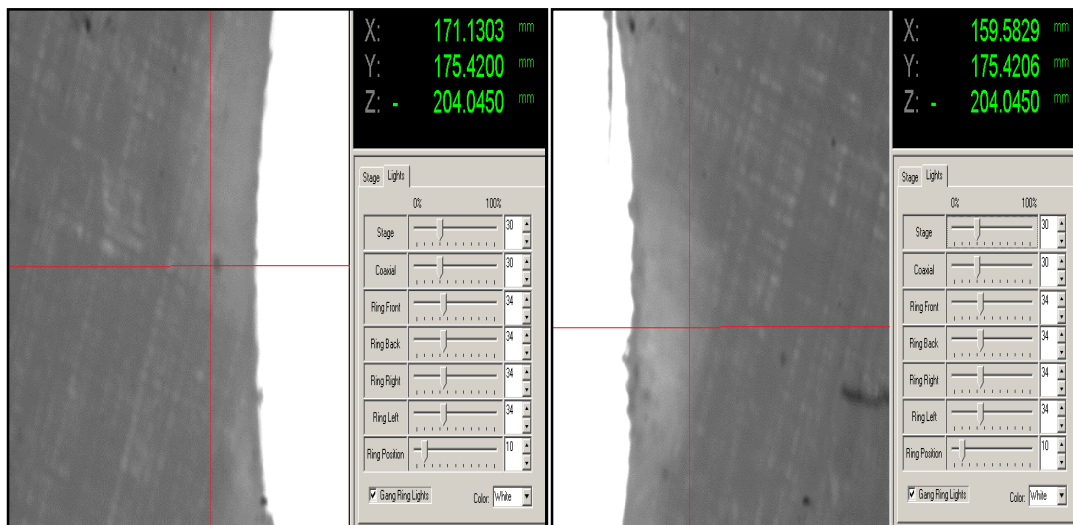 X: 171.1303 mm
Y: 175.4200 mm
Z: - 204.0450 mm
Stage Lights
0% 100%
Stage 30
Coaxial 30
Ring Front 34
Ring Back 34
Ring Right 34
Ring Left 34
Ring Position 10
Gang Ring Lights Color: White
X: 159.5829 mm
Y: 175.4206 mm
Z: - 204.0450 mm
Stage Lights
0% 100%
Stage 30
Coaxial 30
Ring Front 34
Ring Back 34
Ring Right 34
Ring Left 34
Ring Position 10
Gang Ring Lights Color: White